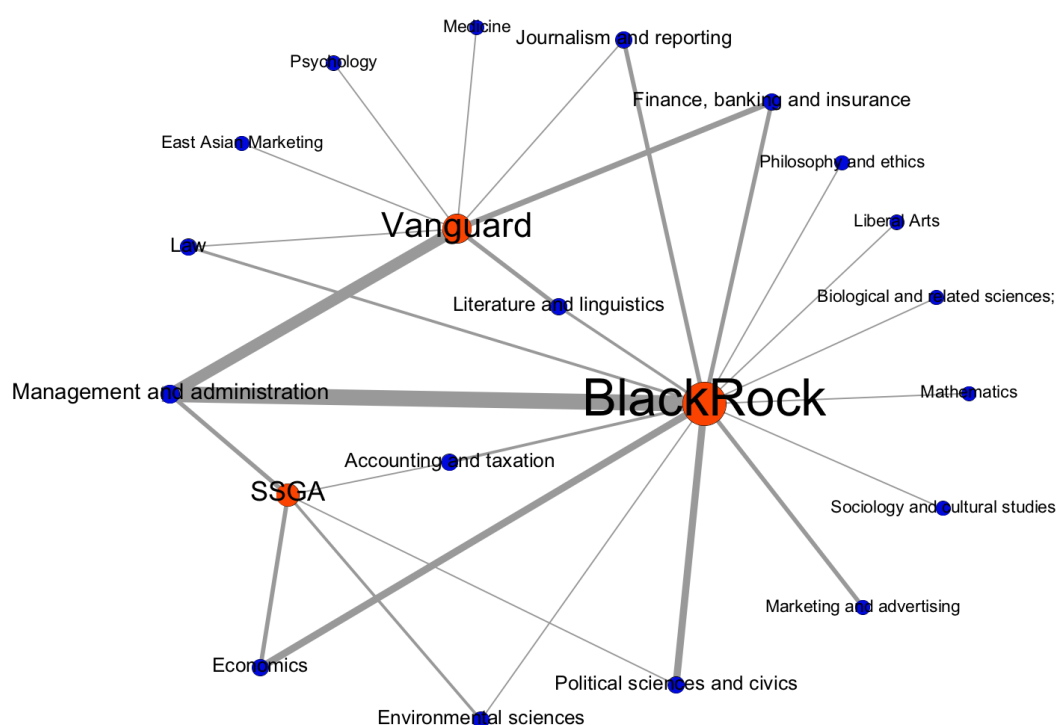 Medicine
Journalism and reporting
Psychology
Finance, banking and insurance
East Asian Marketing
Philosophy and ethics
Vanguard
Liberal Arts
Law
Literature and linguistics
Biological and related sciences;
Management and administration
BlackRock
Mathematics
Accounting and taxation
SSGA
Sociology and cultural studies
Marketing and advertising
Economics
Political sciences and civics
Environmental sciences